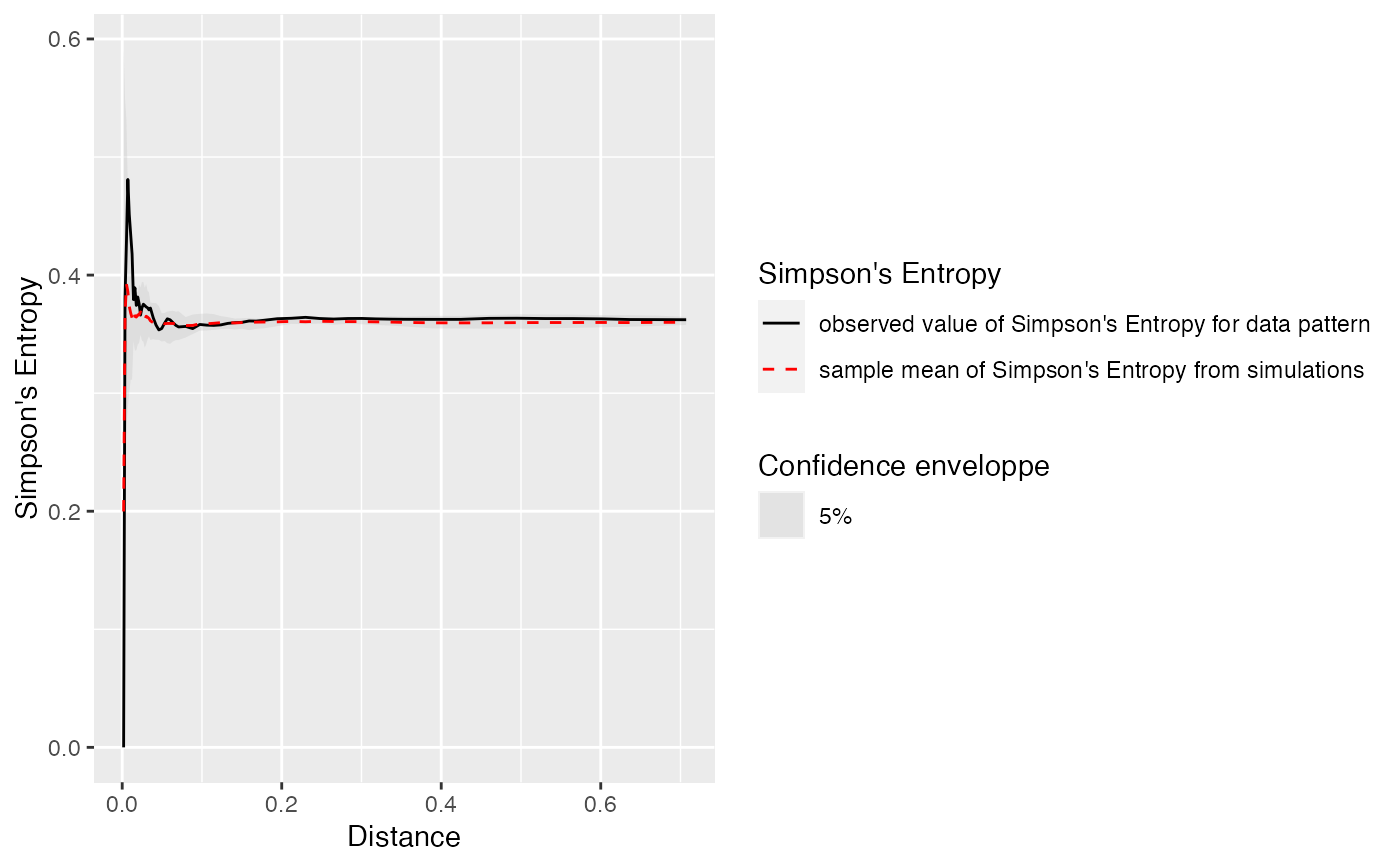 Simpson's Entropy
0.6
0.4
0.2
0.0
0.0
0.2
0.4
0.6
Distance
Simpson's Entropy
observed value of Simpson's Entropy for data pattern
sample mean of Simpson's Entropy from simulations
Confidence enveloppe
5%